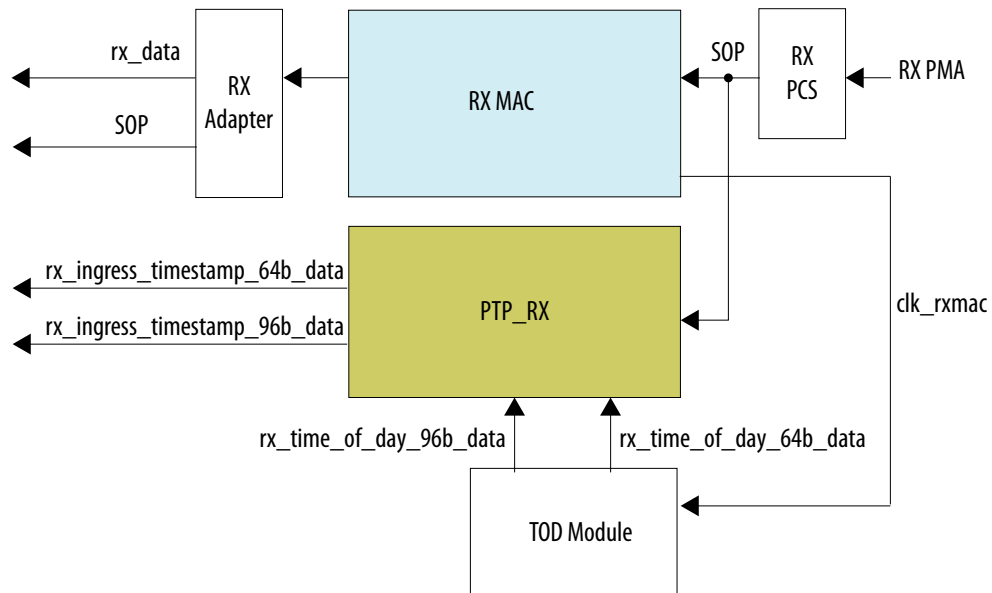 rx_data
SOP
RX
Adapter
RX MAC
SOP
RX
PCS
RX PMA
rx_ingress_timestamp_64b_data
rx_ingress_timestamp_96b_data
PTP_RX
clk_rxmac
rx_time_of_day_96b_data
rx_time_of_day_64b_data
TOD Module